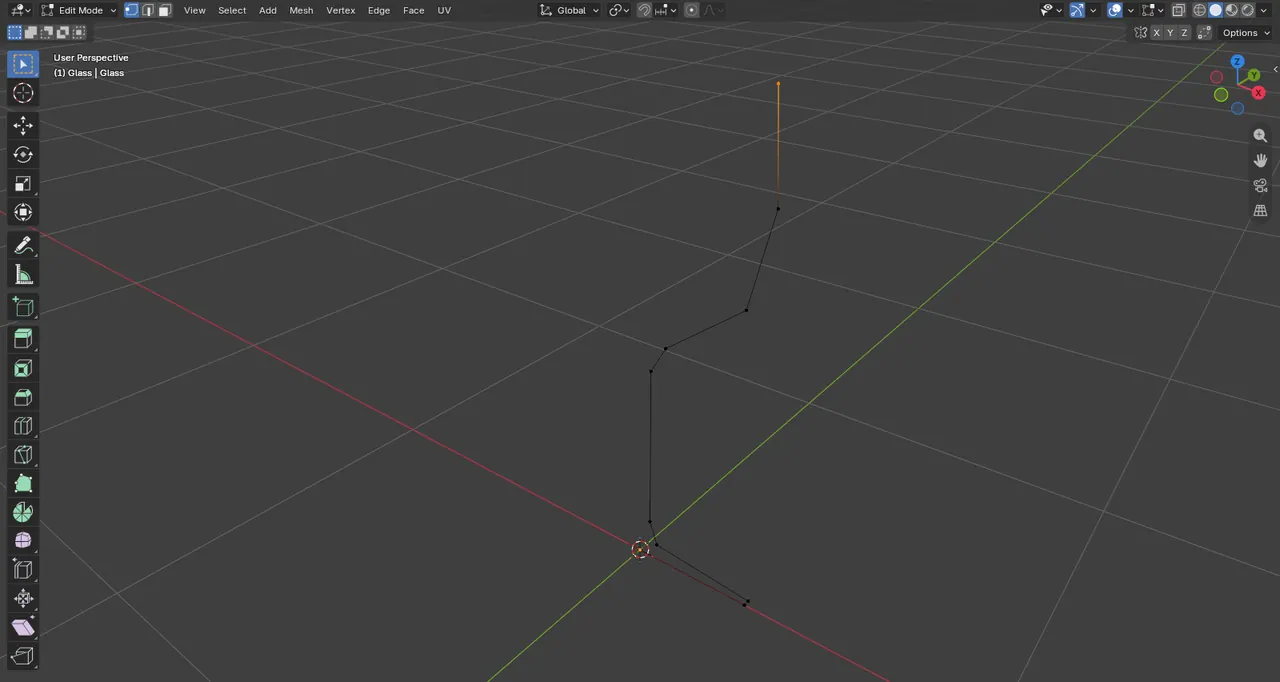 Edit Mode View Select Add Mesh Vertex Edge Face UV Global
X Y Z Options
User Perspective
(1) Glass | Glass
Z
Y
X